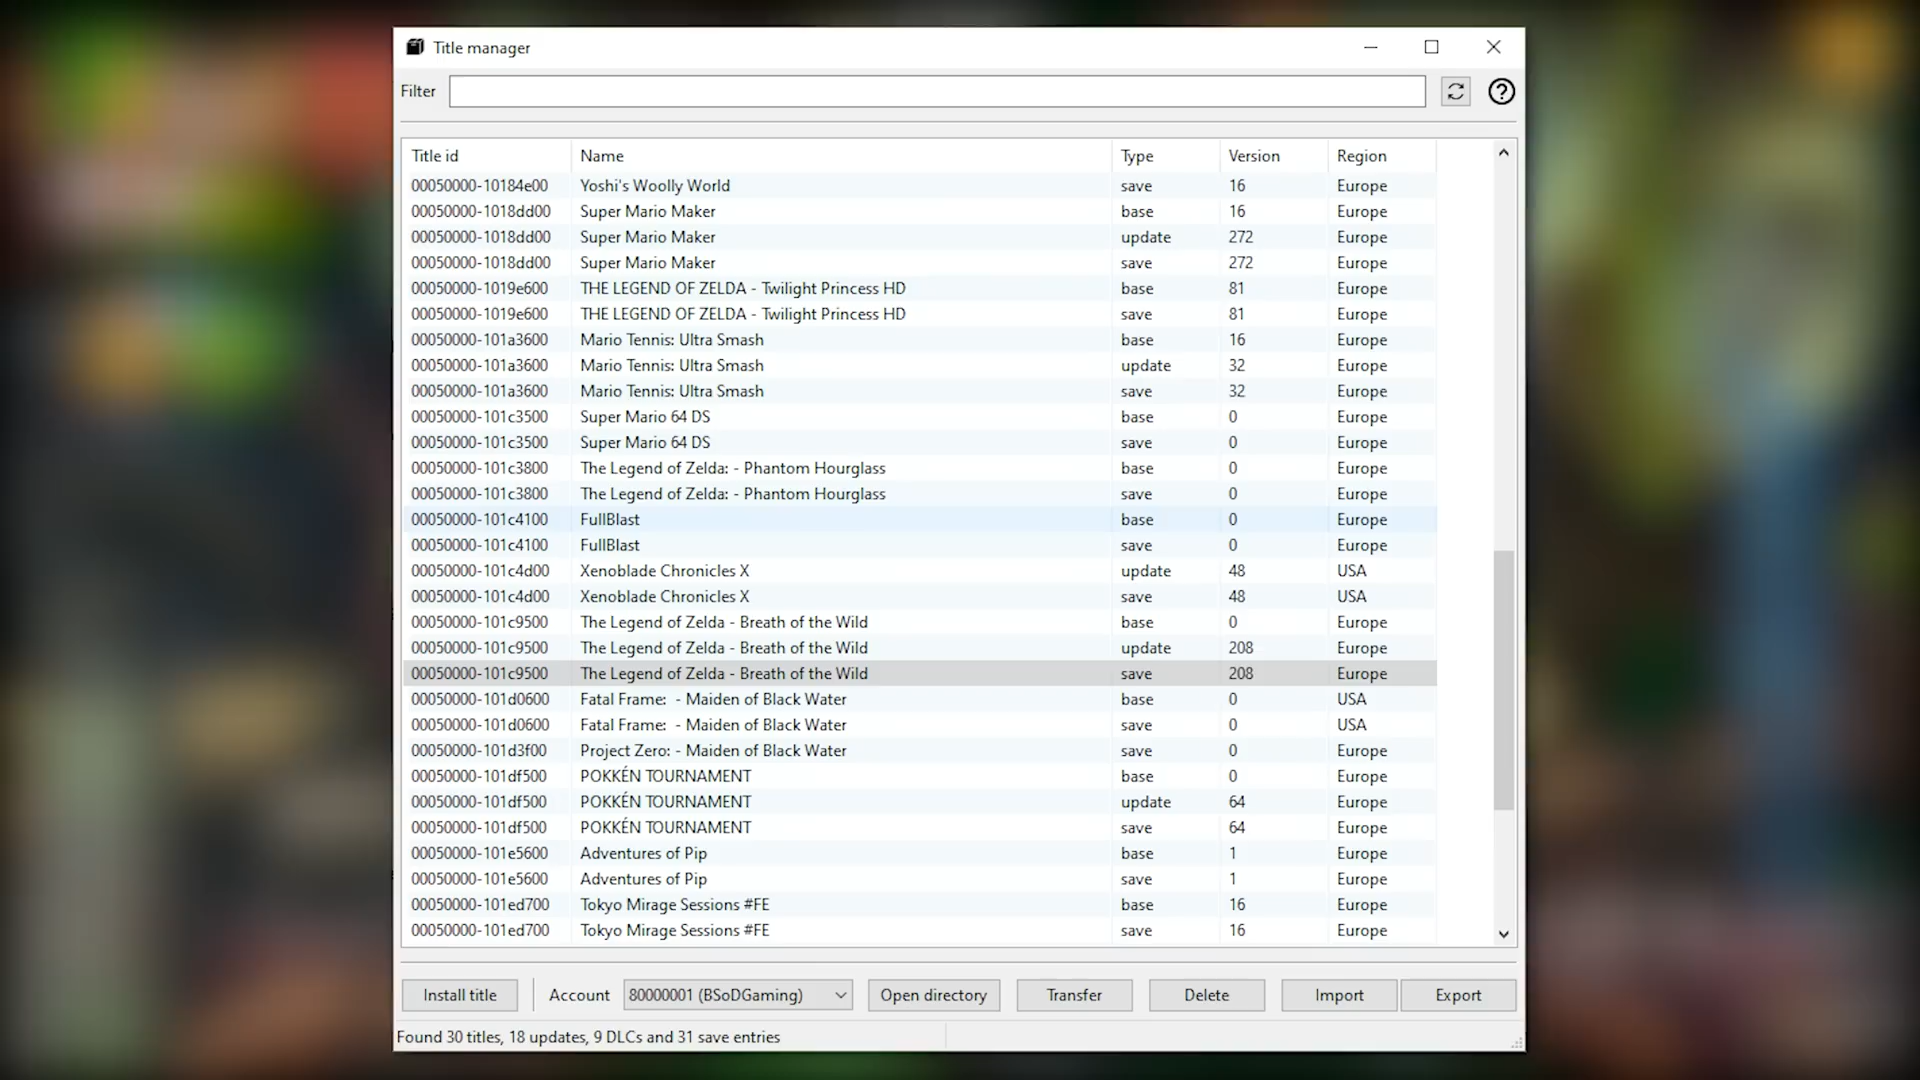 Title manager
Filter
Title id Name Type Version Region
00050000-10184e00 Yoshi's Woolly World save 16 Europe
00050000-1018dd00 Super Mario Maker base 16 Europe
00050000-1018dd00 Super Mario Maker update 272 Europe
00050000-1018dd00 Super Mario Maker save 272 Europe
00050000-1019e600 THE LEGEND OF ZELDA - Twilight Princess HD base 81 Europe
00050000-1019e600 THE LEGEND OF ZELDA - Twilight Princess HD save 81 Europe
00050000-101a3600 Mario Tennis: Ultra Smash base 16 Europe
00050000-101a3600 Mario Tennis: Ultra Smash update 32 Europe
00050000-101a3600 Mario Tennis: Ultra Smash save 32 Europe
00050000-101c3500 Super Mario 64 DS base 0 Europe
00050000-101c3500 Super Mario 64 DS save 0 Europe
00050000-101c3800 The Legend of Zelda: - Phantom Hourglass base 0 Europe
00050000-101c3800 The Legend of Zelda: - Phantom Hourglass save 0 Europe
00050000-101c4100 FullBlast base 0 Europe
00050000-101c4100 FullBlast save 0 Europe
00050000-101c4d00 Xenoblade Chronicles X update 48 USA
00050000-101c4d00 Xenoblade Chronicles X save 48 USA
00050000-101c9500 The Legend of Zelda - Breath of the Wild base 0 Europe
00050000-101c9500 The Legend of Zelda - Breath of the Wild update 208 Europe
00050000-101c9500 The Legend of Zelda - Breath of the Wild save 208 Europe
00050000-101d0600 Fatal Frame:  - Maiden of Black Water base 0 USA
00050000-101d0600 Fatal Frame:  - Maiden of Black Water save 0 USA
00050000-101d3f00 Project Zero: - Maiden of Black Water save 0 Europe
00050000-101df500 POKKÉN TOURNAMENT base 0 Europe
00050000-101df500 POKKÉN TOURNAMENT update 64 Europe
00050000-101df500 POKKÉN TOURNAMENT save 64 Europe
00050000-101e5600 Adventures of Pip base 1 Europe
00050000-101e5600 Adventures of Pip save 1 Europe
00050000-101ed700 Tokyo Mirage Sessions #FE base 16 Europe
00050000-101ed700 Tokyo Mirage Sessions #FE save 16 Europe
Install title Account 80000001 (BSoDGaming) Open directory Transfer Delete Import Export
Found 30 titles, 18 updates, 9 DLCs and 31 save entries